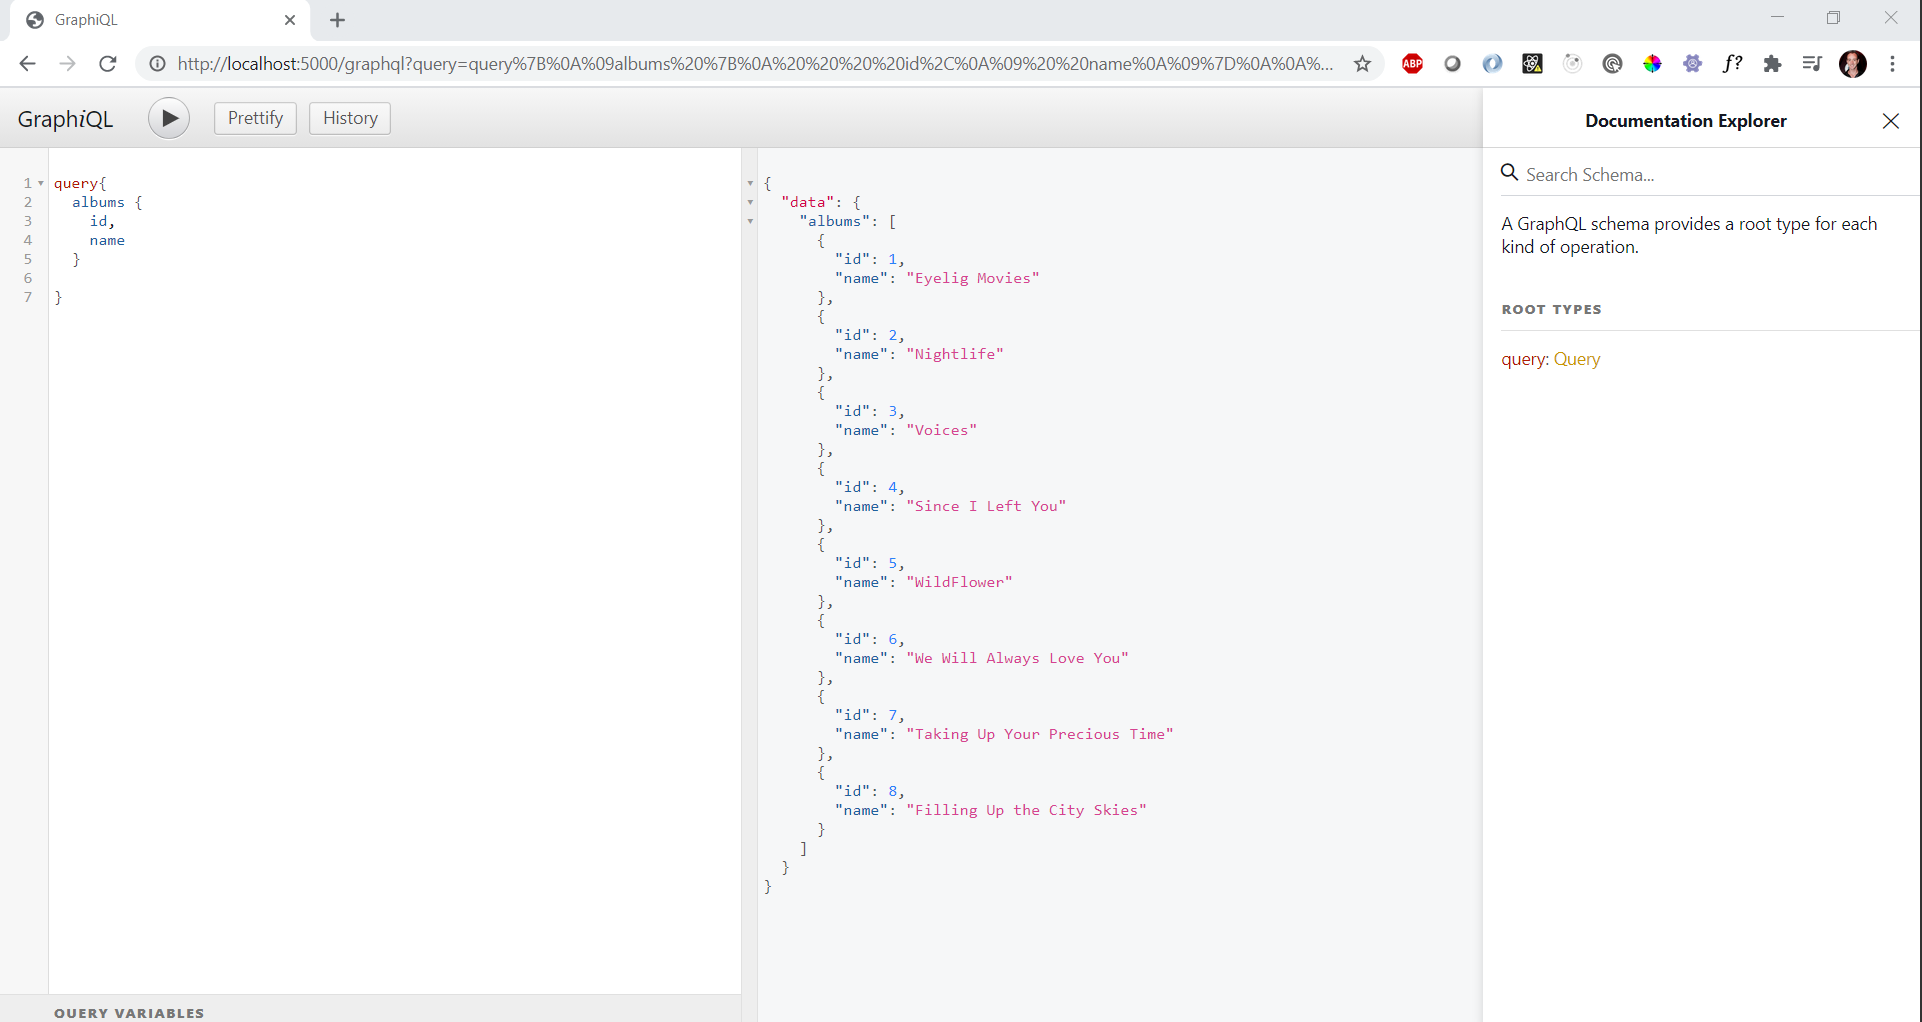 GraphiQL
http://localhost:5000/graphql?query=query%7B%0A%09albums%20%7B%0A%20%20%20%20id%2C%0A%09%20%20name%0A%09%7D%0A%0A%...
ABP
f?
GraphiQL
Prettify
History
1 query{
2   albums {
3     id,
4     name
5   }
6
7 }
QUERY VARIABLES
{
  "data": {
    "albums": [
      {
        "id": 1,
        "name": "Eyelig Movies"
      },
      {
        "id": 2,
        "name": "Nightlife"
      },
      {
        "id": 3,
        "name": "Voices"
      },
      {
        "id": 4,
        "name": "Since I Left You"
      },
      {
        "id": 5,
        "name": "WildFlower"
      },
      {
        "id": 6,
        "name": "We Will Always Love You"
      },
      {
        "id": 7,
        "name": "Taking Up Your Precious Time"
      },
      {
        "id": 8,
        "name": "Filling Up the City Skies"
      }
    ]
  }
}
Documentation Explorer
Search Schema...
A GraphQL schema provides a root type for each
kind of operation.
ROOT TYPES
query: Query